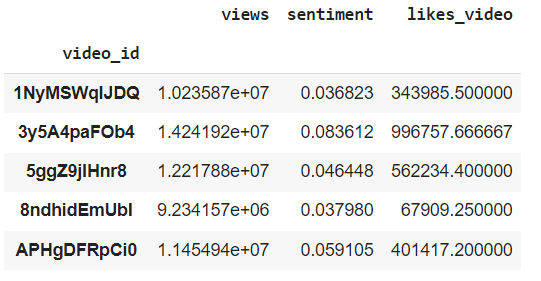 views sentiment likes_video
video_id
1NyMSWqIJDQ 1.023587e+07 0.036823 343985.500000
3y5A4paFOb4 1.424192e+07 0.083612 996757.666667
5ggZ9jIHnr8 1.221788e+07 0.046448 562234.400000
8ndhidEmUbI 9.234157e+06 0.037980 67909.250000
APHgDFRpCi0 1.145494e+07 0.059105 401417.200000